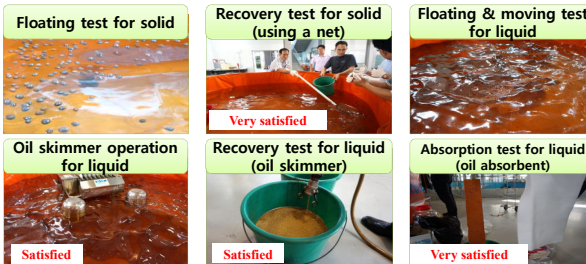 Floating test for solid
Recovery test for solid
(using a net)
Very satisfied
Floating & moving test
for liquid
Oil skimmer operation
for liquid
Satisfied
Recovery test for liquid
(oil skimmer)
Satisfied
Absorption test for liquid
(oil absorbent)
Very satisfied